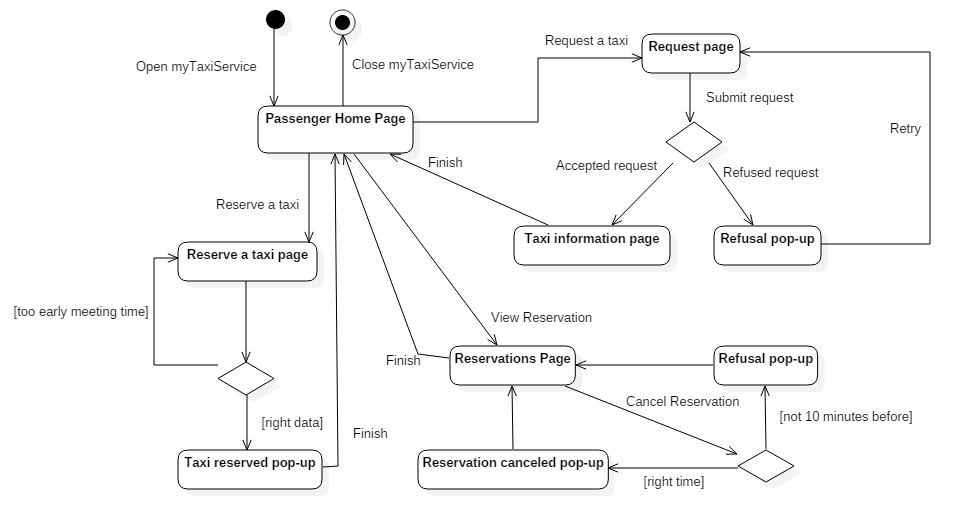 Request a taxi
Request page
Open myTaxiService
Close myTaxiService
Submit request
Passenger Home Page
Retry
Finish
Accepted request
Refused request
Reserve a taxi
Taxi information page
Refusal pop-up
Reserve a taxi page
[too early meeting time]
View Reservation
Finish
Reservations Page
Refusal pop-up
Cancel Reservation
[not 10 minutes before]
[right data]
Finish
Taxi reserved pop-up
Reservation canceled pop-up
[right time]